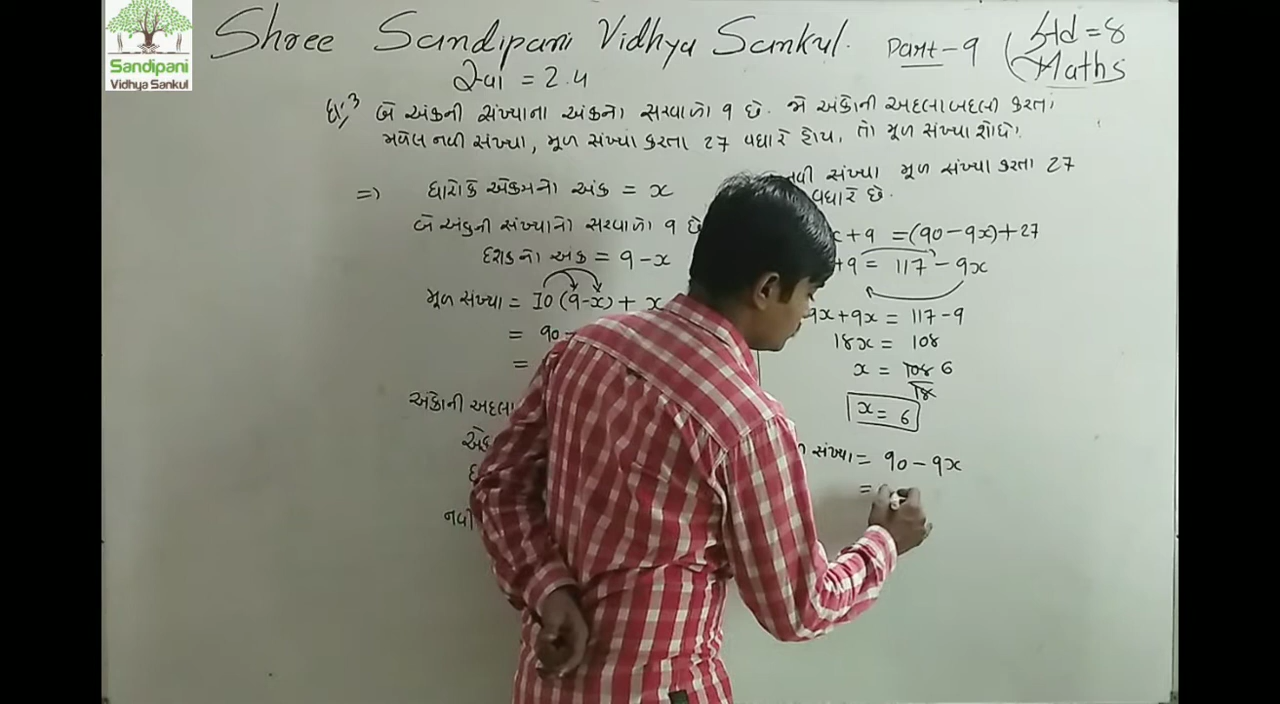 Sandipani
Vidhya Sankul
Shree Sandipani Vidhya Sankul. Part-9 (Std = 8
Maths
સ્વા = 2.4
દા;3 બે અંકની સંખ્યાના અંકનો સરવાળો 9 છે. જો અંકોની અદલાબદલી કરતા
મળેલ નવી સંખ્યા, મૂળ સંખ્યા કરતા 27 વધારે હોય, તો મૂળ સંખ્યા શોધો.
=) ધારોકે એકમનો અંક = x
બે અંકની સંખ્યાનો સરવાળો 9 છે
દશકનો અંક = 9 - x
મૂળ સંખ્યા = 10(9-x) + x
= 90
=
અંકોની અદલા
નવી સંખ્યા મૂળ સંખ્યા કરતા 27
વધારે છે.
x + 9 = (90 - 9x) + 27
+9 = 117 - 9x
9x + 9x = 117 - 9
18x = 108
x = 108 6
18
x = 6
સંખ્યા = 90 - 9x
=